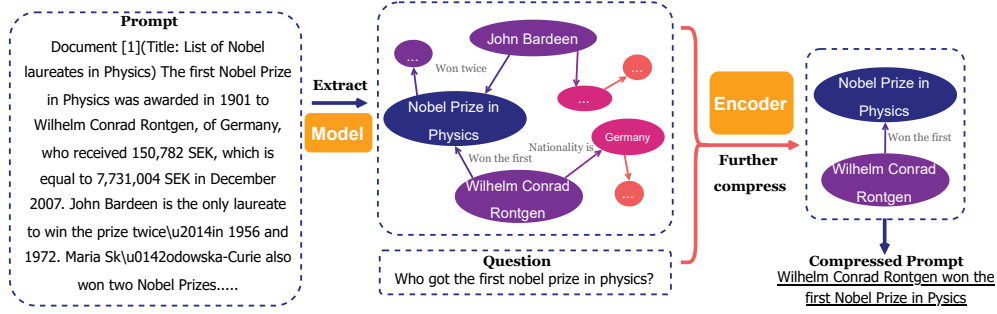 Prompt
Document [1](Title: List of Nobel
laureates in Physics) The first Nobel Prize
in Physics was awarded in 1901 to
Wilhelm Conrad Rontgen, of Germany,
who received 150,782 SEK, which is
equal to 7,731,004 SEK in December
2007. John Bardeen is the only laureate
to win the prize twice\u2014in 1956 and
1972. Maria Sk\u0142odowska-Curie also
won two Nobel Prizes.....
Extract
Model
...
John Bardeen
Won twice
...
...
Nobel Prize in
Physics
Germany
Nationality is
Won the first
...
Wilhelm Conrad
Rontgen
Question
Who got the first nobel prize in physics?
Encoder
Further
compress
Nobel Prize in
Physics
Won the first
Wilhelm Conrad
Rontgen
Compressed Prompt
Wilhelm Conrad Rontgen won the
first Nobel Prize in Pysics